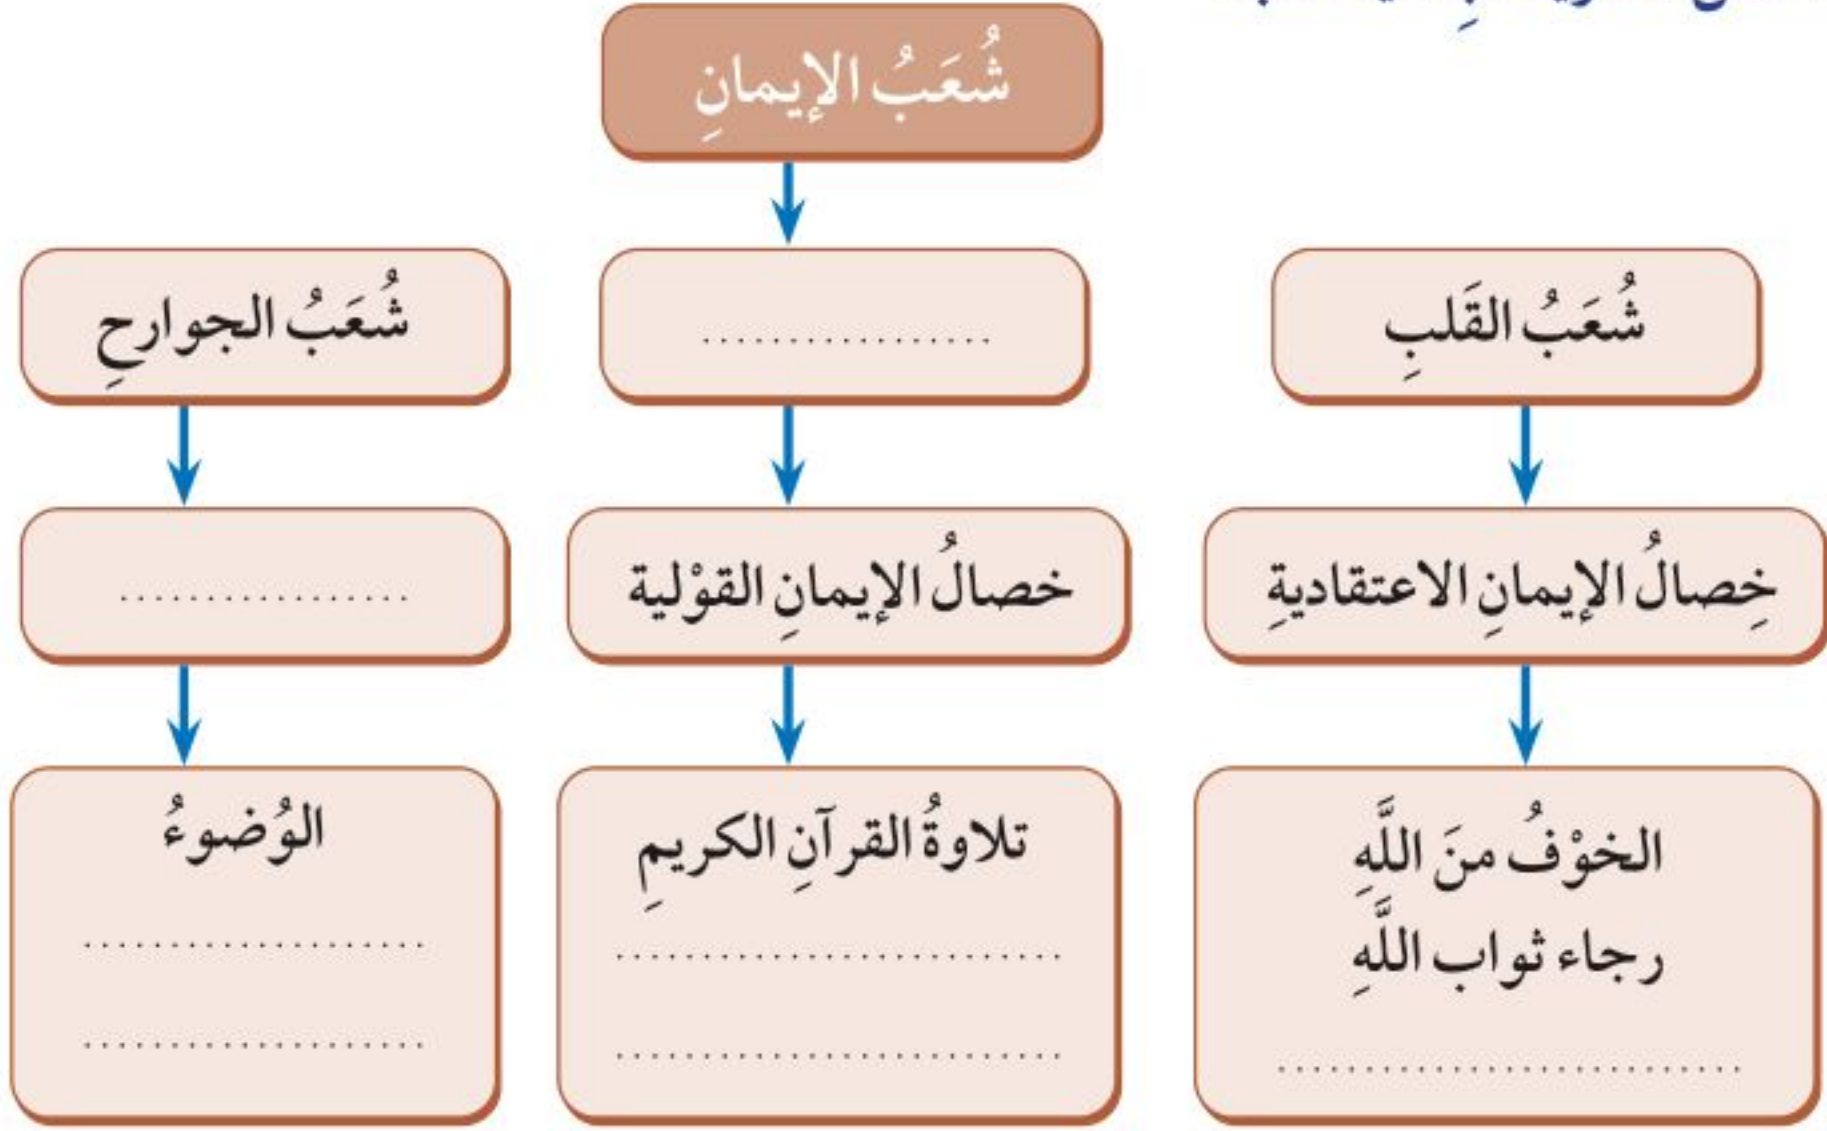 شُعَبُ الإيمانِ
شُعَبُ القَلبِ
.................
شُعَبُ الجوارحِ
خِصالُ الإيمانِ الاعتقاديةِ
خصالُ الإيمانِ القوْلية
.................
الخوْفُ منَ اللَّهِ
رجاء ثواب اللَّهِ
...........................
تلاوةُ القرآنِ الكريمِ
..........................
..........................
الوُضوءُ
....................
....................